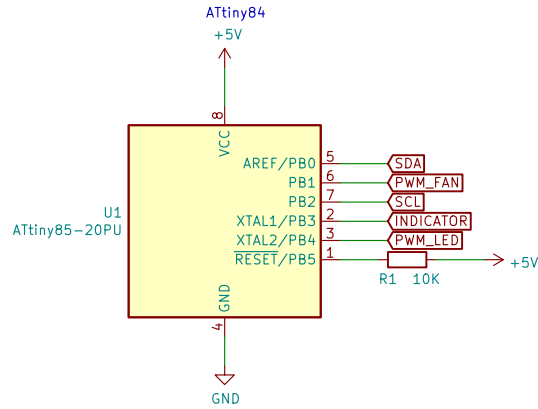 ATtiny84
+5V
8
VCC
U1
ATtiny85-20PU
AREF/PB0 5 SDA
PB1 6 PWM_FAN
PB2 7 SCL
XTAL1/PB3 2 INDICATOR
XTAL2/PB4 3 PWM_LED
RESET/PB5 1 +5V
R1 10K
GND
4
GND